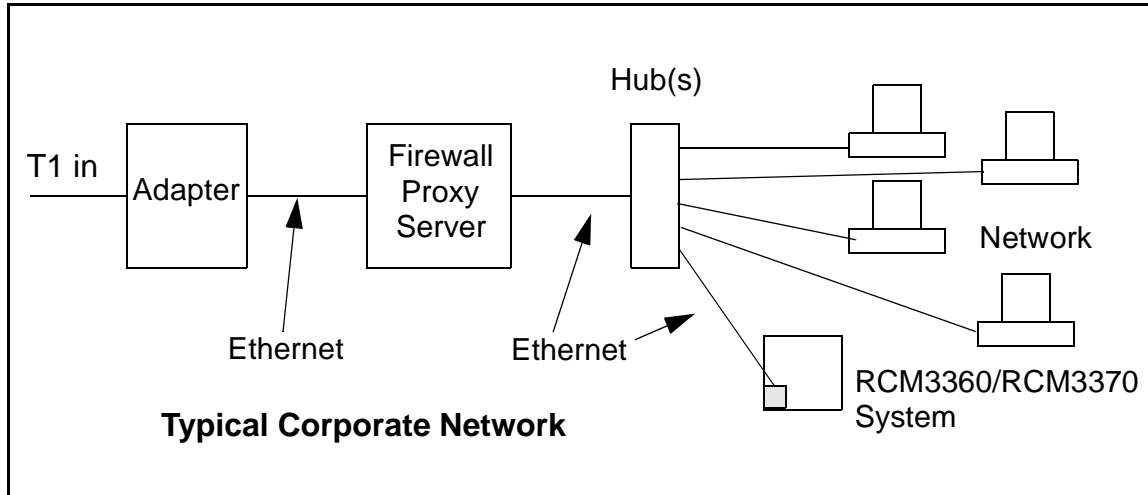 Hub(s)
T1 in
Adapter
Firewall
Proxy
Server
Network
Ethernet
Ethernet
RCM3360/RCM3370
System
Typical Corporate Network